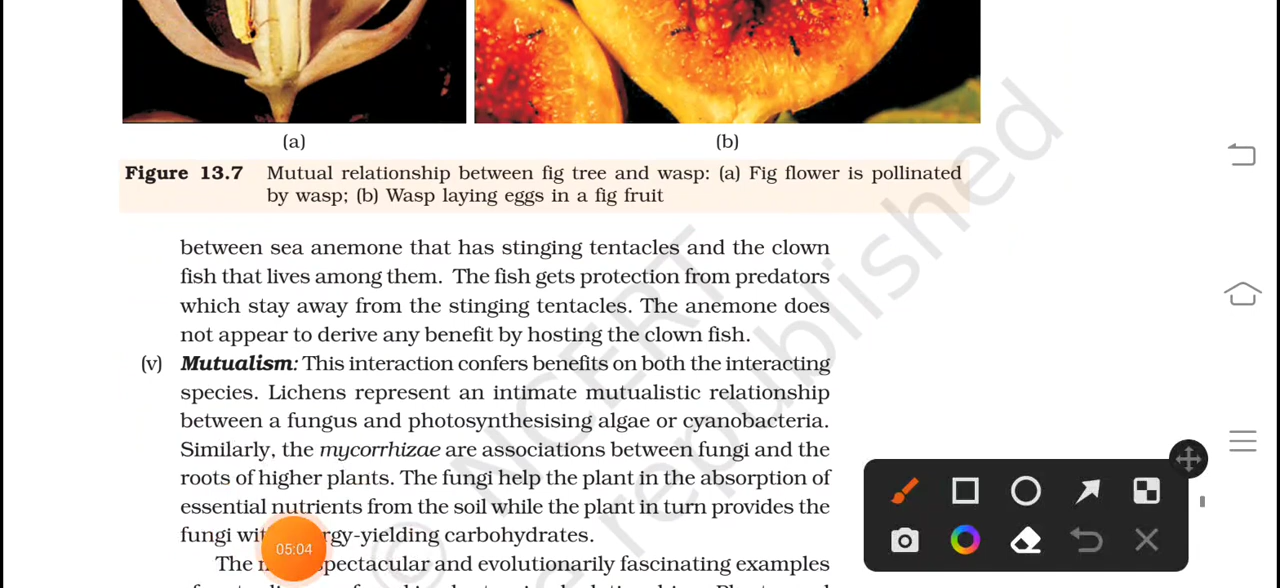 (a)
(b)
Figure 13.7 Mutual relationship between fig tree and wasp: (a) Fig flower is pollinated
by wasp; (b) Wasp laying eggs in a fig fruit
between sea anemone that has stinging tentacles and the clown
fish that lives among them. The fish gets protection from predators
which stay away from the stinging tentacles. The anemone does
not appear to derive any benefit by hosting the clown fish.
(v) Mutualism: This interaction confers benefits on both the interacting
species. Lichens represent an intimate mutualistic relationship
between a fungus and photosynthesising algae or cyanobacteria.
Similarly, the mycorrhizae are associations between fungi and the
roots of higher plants. The fungi help the plant in the absorption of
essential nutrients from the soil while the plant in turn provides the
fungi carbohydrates.
The spectacular and evolutionarily fascinating examples
05:04
© NCERT
republished